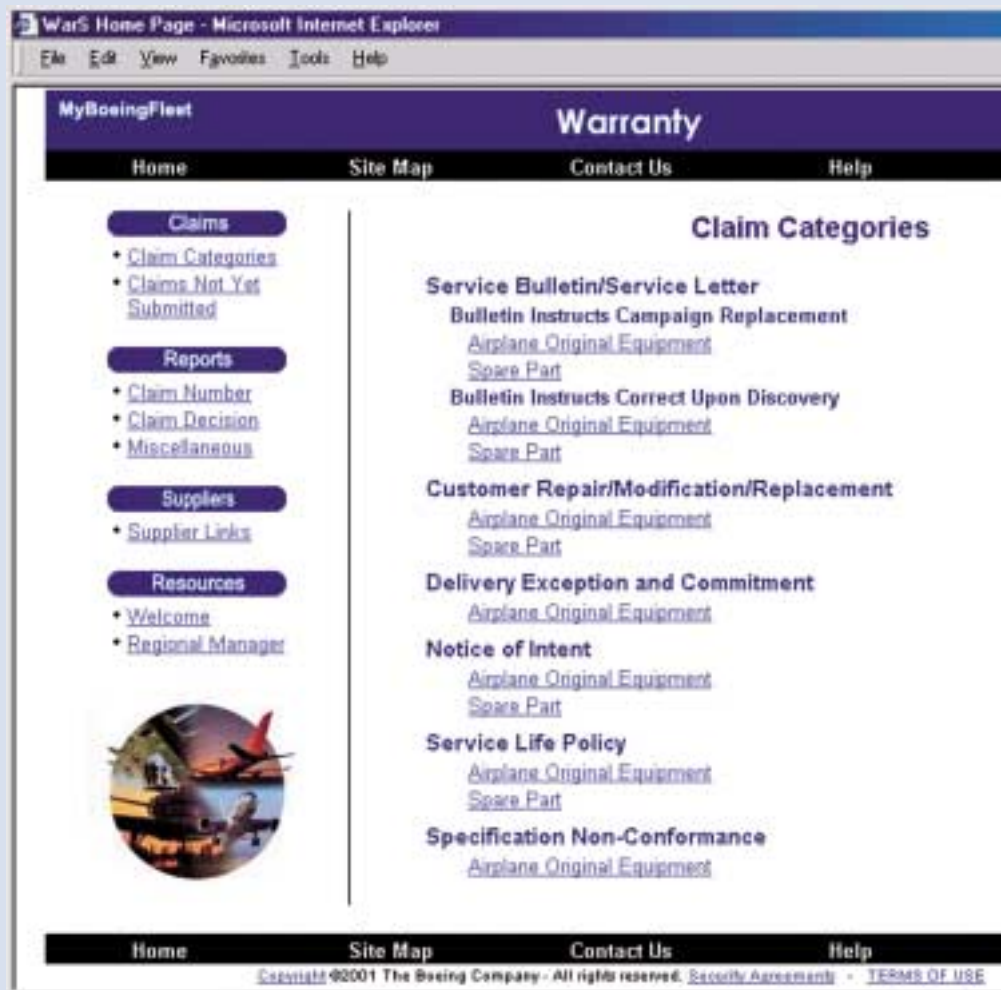 WarS Home Page - Microsoft Internet Explorer
File Edit View Favorites Tools Help
MyBoeingFleet
Warranty
Home Site Map Contact Us Help
Claims
• Claim Categories
• Claims Not Yet
Submitted
Reports
• Claim Number
• Claim Decision
• Miscellaneous
Suppliers
• Supplier Links
Resources
• Welcome
• Regional Manager
Claim Categories
Service Bulletin/Service Letter
Bulletin Instructs Campaign Replacement
Airplane Original Equipment
Spare Part
Bulletin Instructs Correct Upon Discovery
Airplane Original Equipment
Spare Part
Customer Repair/Modification/Replacement
Airplane Original Equipment
Spare Part
Delivery Exception and Commitment
Airplane Original Equipment
Notice of Intent
Airplane Original Equipment
Spare Part
Service Life Policy
Airplane Original Equipment
Spare Part
Specification Non-Conformance
Airplane Original Equipment
Home Site Map Contact Us Help
Copyright ©2001 The Boeing Company - All rights reserved. Security Agreements - TERMS OF USE